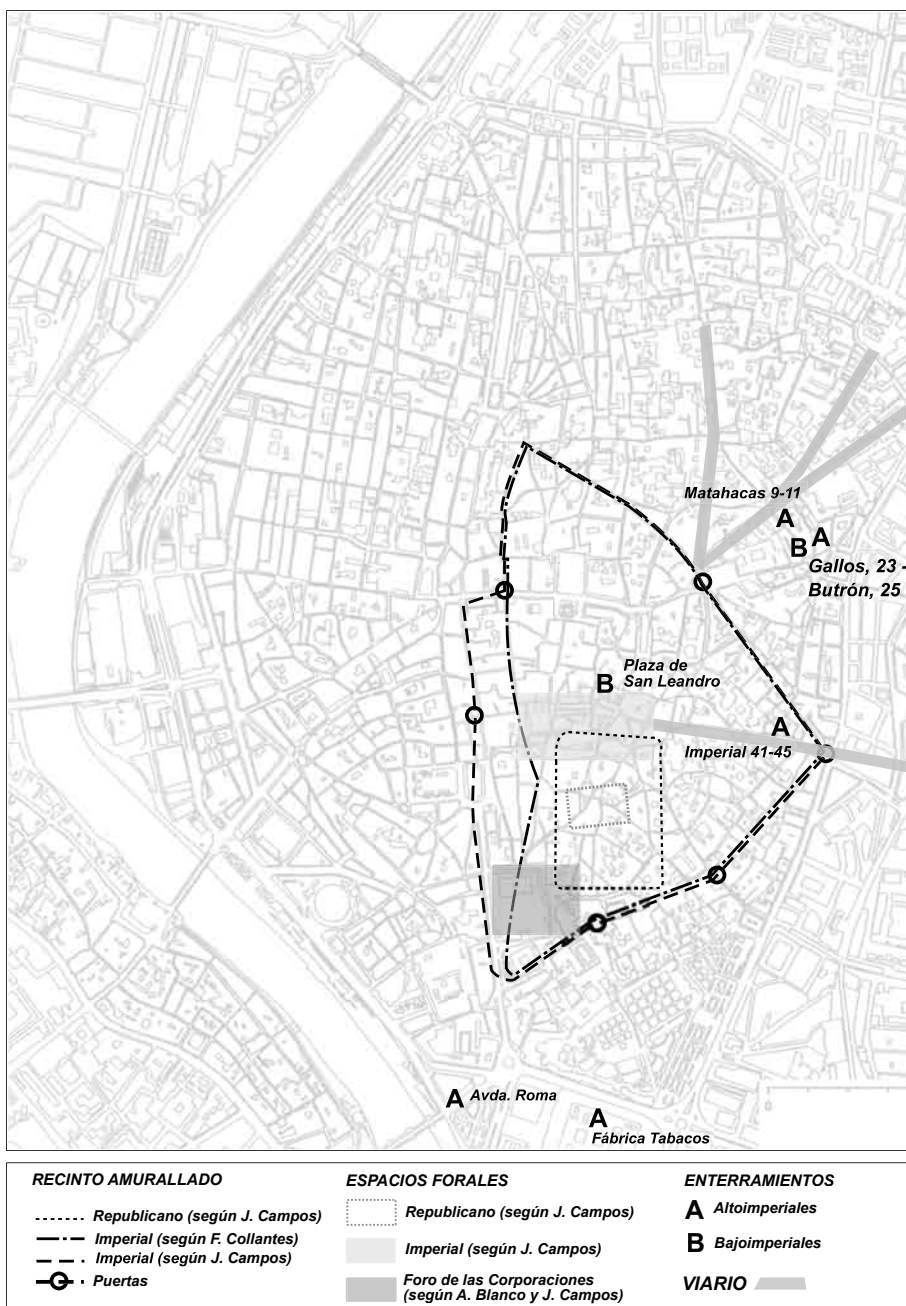 Matahacas 9-11
A
A
B
Gallos, 23 -
Butrón, 25
Plaza de
B San Leandro
A
Imperial 41-45
A Avda. Roma
A
Fábrica Tabacos
RECINTO AMURALLADO
Republicano (según J. Campos)
Imperial (según F. Collantes)
Imperial (según J. Campos)
Puertas
ESPACIOS FORALES
Republicano (según J. Campos)
Imperial (según J. Campos)
Foro de las Corporaciones
(según A. Blanco y J. Campos)
ENTERRAMIENTOS
A Altoimperiales
B Bajoimperiales
VIARIO